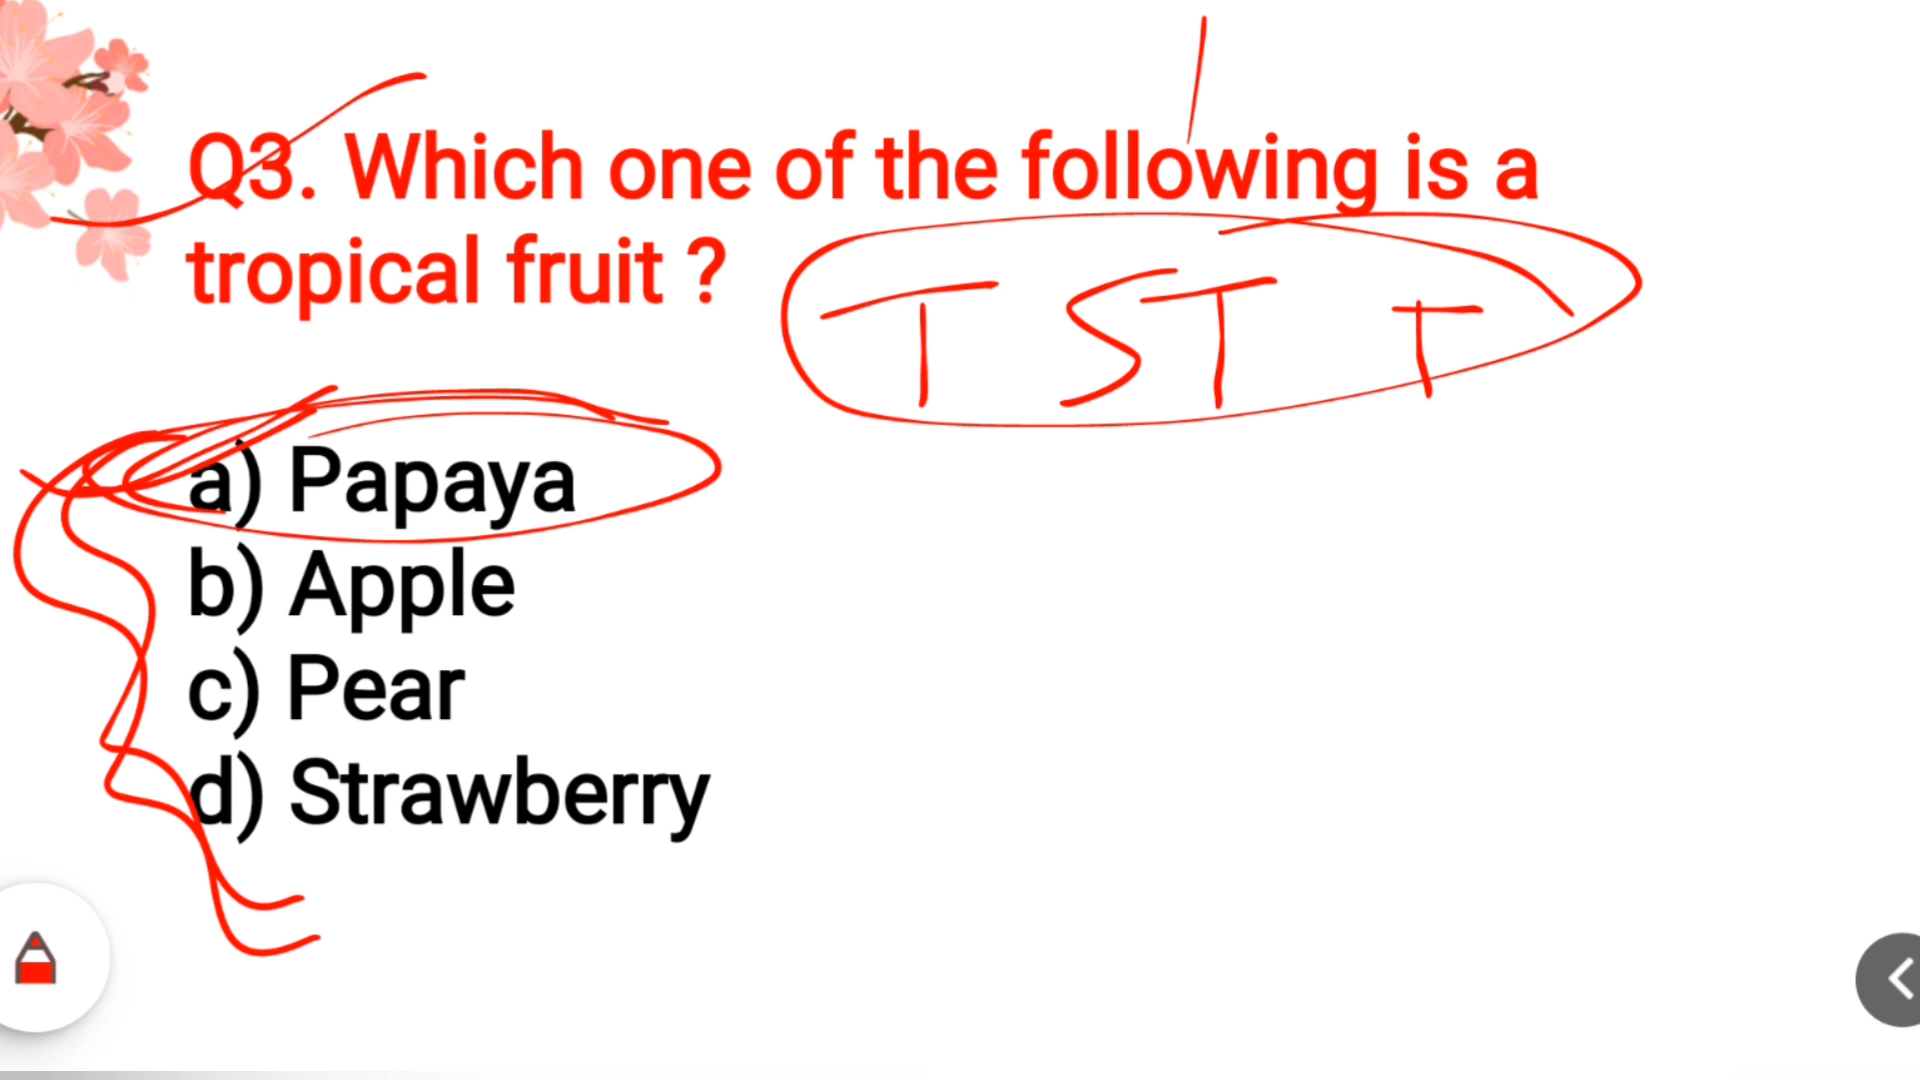 Q3. Which one of the following is a
tropical fruit ?
T ST T
a) Papaya
b) Apple
c) Pear
d) Strawberry